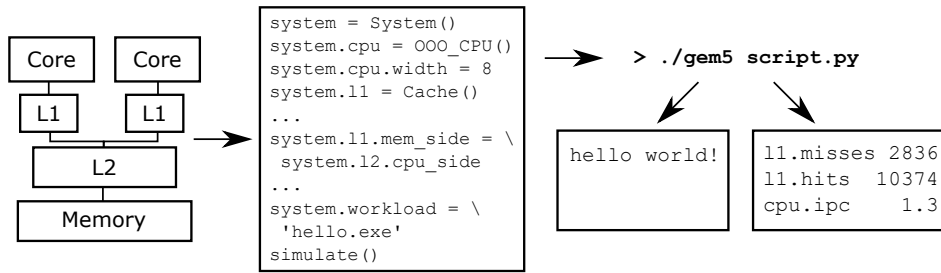 Core Core
L1 L1
L2
Memory
system = System()
system.cpu = OOO_CPU()
system.cpu.width = 8
system.l1 = Cache()
...
system.l1.mem_side = \
system.l2.cpu_side
...
system.workload = \
'hello.exe'
simulate()
> ./gem5 script.py
hello world!
l1.misses 2836
l1.hits 10374
cpu.ipc 1.3